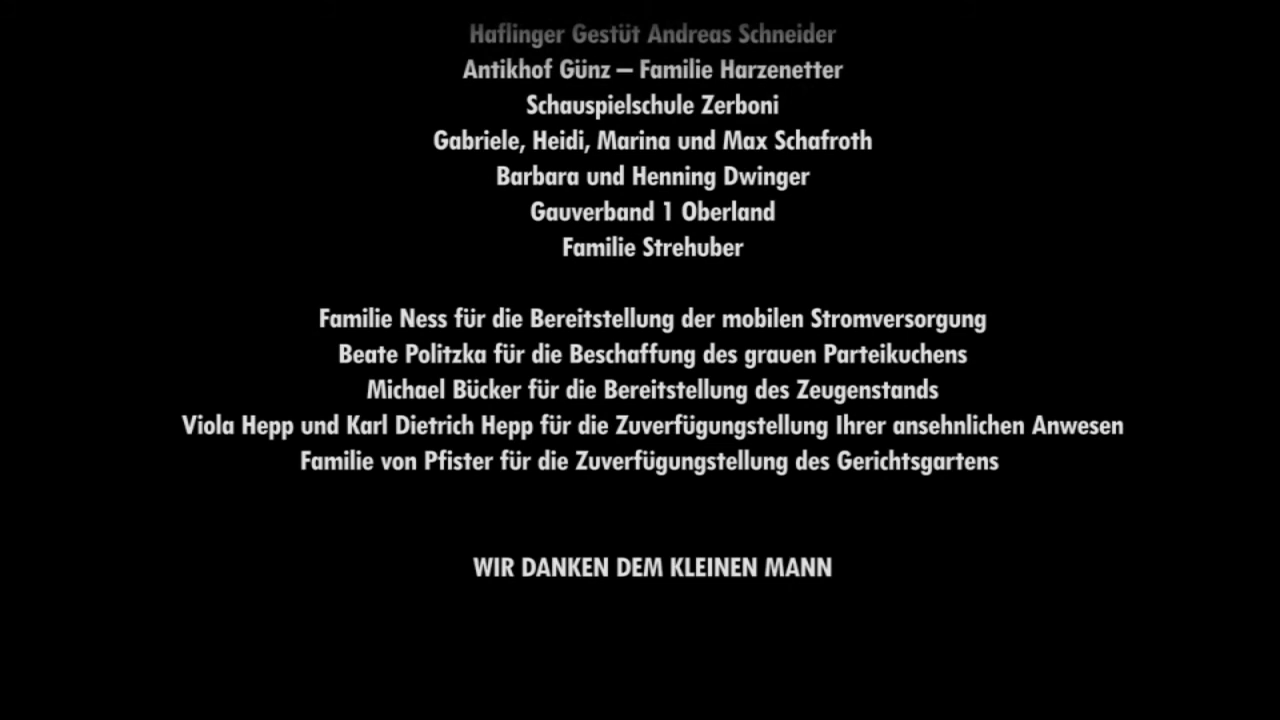 Haflinger Gestüt Andreas Schneider
Antikhof Günz – Familie Harzenetter
Schauspielschule Zerboni
Gabriele, Heidi, Marina und Max Schafroth
Barbara und Henning Dwinger
Gauverband 1 Oberland
Familie Strehuber
Familie Ness für die Bereitstellung der mobilen Stromversorgung
Beate Politzka für die Beschaffung des grauen Parteikuchens
Michael Bücker für die Bereitstellung des Zeugenstands
Viola Hepp und Karl Dietrich Hepp für die Zuverfügungstellung Ihrer ansehnlichen Anwesen
Familie von Pfister für die Zuverfügungstellung des Gerichtsgartens
WIR DANKEN DEM KLEINEN MANN